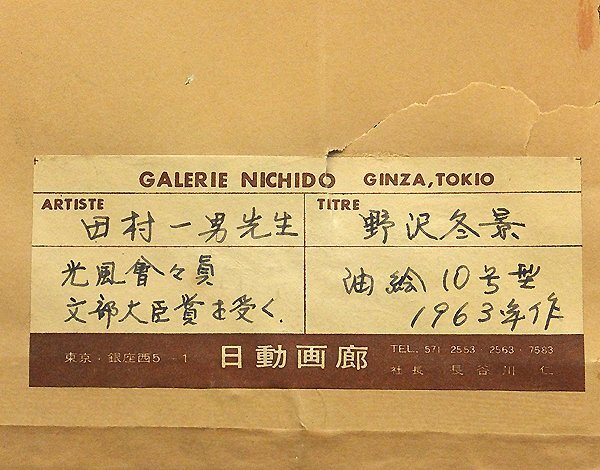 GALERIE NICHIDO GINZA, TOKIO
ARTISTE
田村一男先生
TITRE
野沢冬景
光風會々員
文部大臣賞を受く.
油絵10号型
1963年作
東京・銀座西5-1
日動画廊
TEL. 571-2553・2563・7583
社長 長谷川 仁